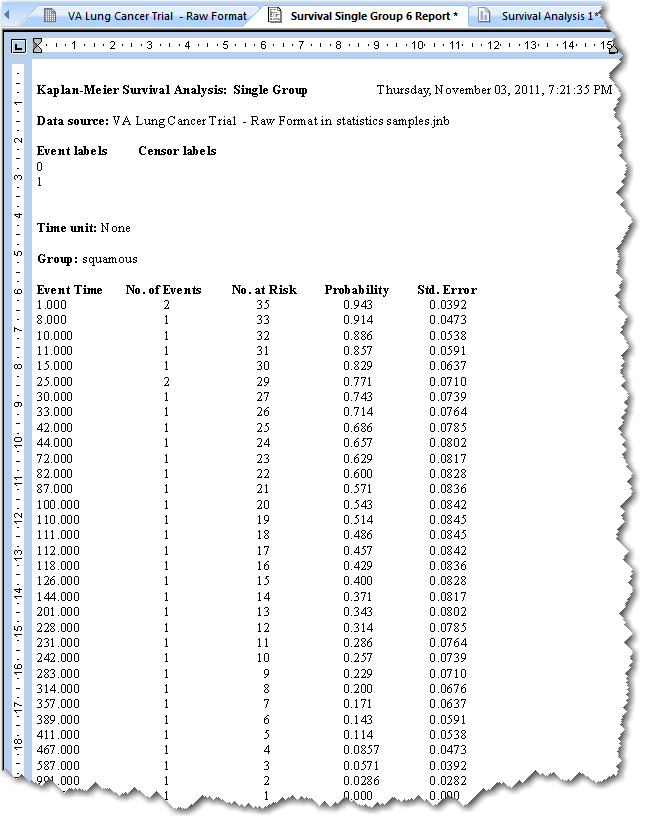 VA Lung Cancer Trial - Raw Format Survival Single Group 6 Report * Survival Analysis 1*
Kaplan-Meier Survival Analysis: Single Group Thursday, November 03, 2011, 7:21:35 PM
Data source: VA Lung Cancer Trial - Raw Format in statistics samples.jnb
Event labels Censor labels
0
1
Time unit: None
Group: squamous
Event Time No. of Events No. at Risk Probability Std. Error
1.000 2 35 0.943 0.0392
8.000 1 33 0.914 0.0473
10.000 1 32 0.886 0.0538
11.000 1 31 0.857 0.0591
15.000 1 30 0.829 0.0637
25.000 2 29 0.771 0.0710
30.000 1 27 0.743 0.0739
33.000 1 26 0.714 0.0764
42.000 1 25 0.686 0.0785
44.000 1 24 0.657 0.0802
72.000 1 23 0.629 0.0817
82.000 1 22 0.600 0.0828
87.000 1 21 0.571 0.0836
100.000 1 20 0.543 0.0842
110.000 1 19 0.514 0.0845
111.000 1 18 0.486 0.0845
112.000 1 17 0.457 0.0842
118.000 1 16 0.429 0.0836
126.000 1 15 0.400 0.0828
144.000 1 14 0.371 0.0817
201.000 1 13 0.343 0.0802
228.000 1 12 0.314 0.0785
231.000 1 11 0.286 0.0764
242.000 1 10 0.257 0.0739
283.000 1 9 0.229 0.0710
314.000 1 8 0.200 0.0676
357.000 1 7 0.171 0.0637
389.000 1 6 0.143 0.0591
411.000 1 5 0.114 0.0538
467.000 1 4 0.0857 0.0473
587.000 1 3 0.0571 0.0392
991.000 1 2 0.0286 0.0282
1 1 0.000 0.000